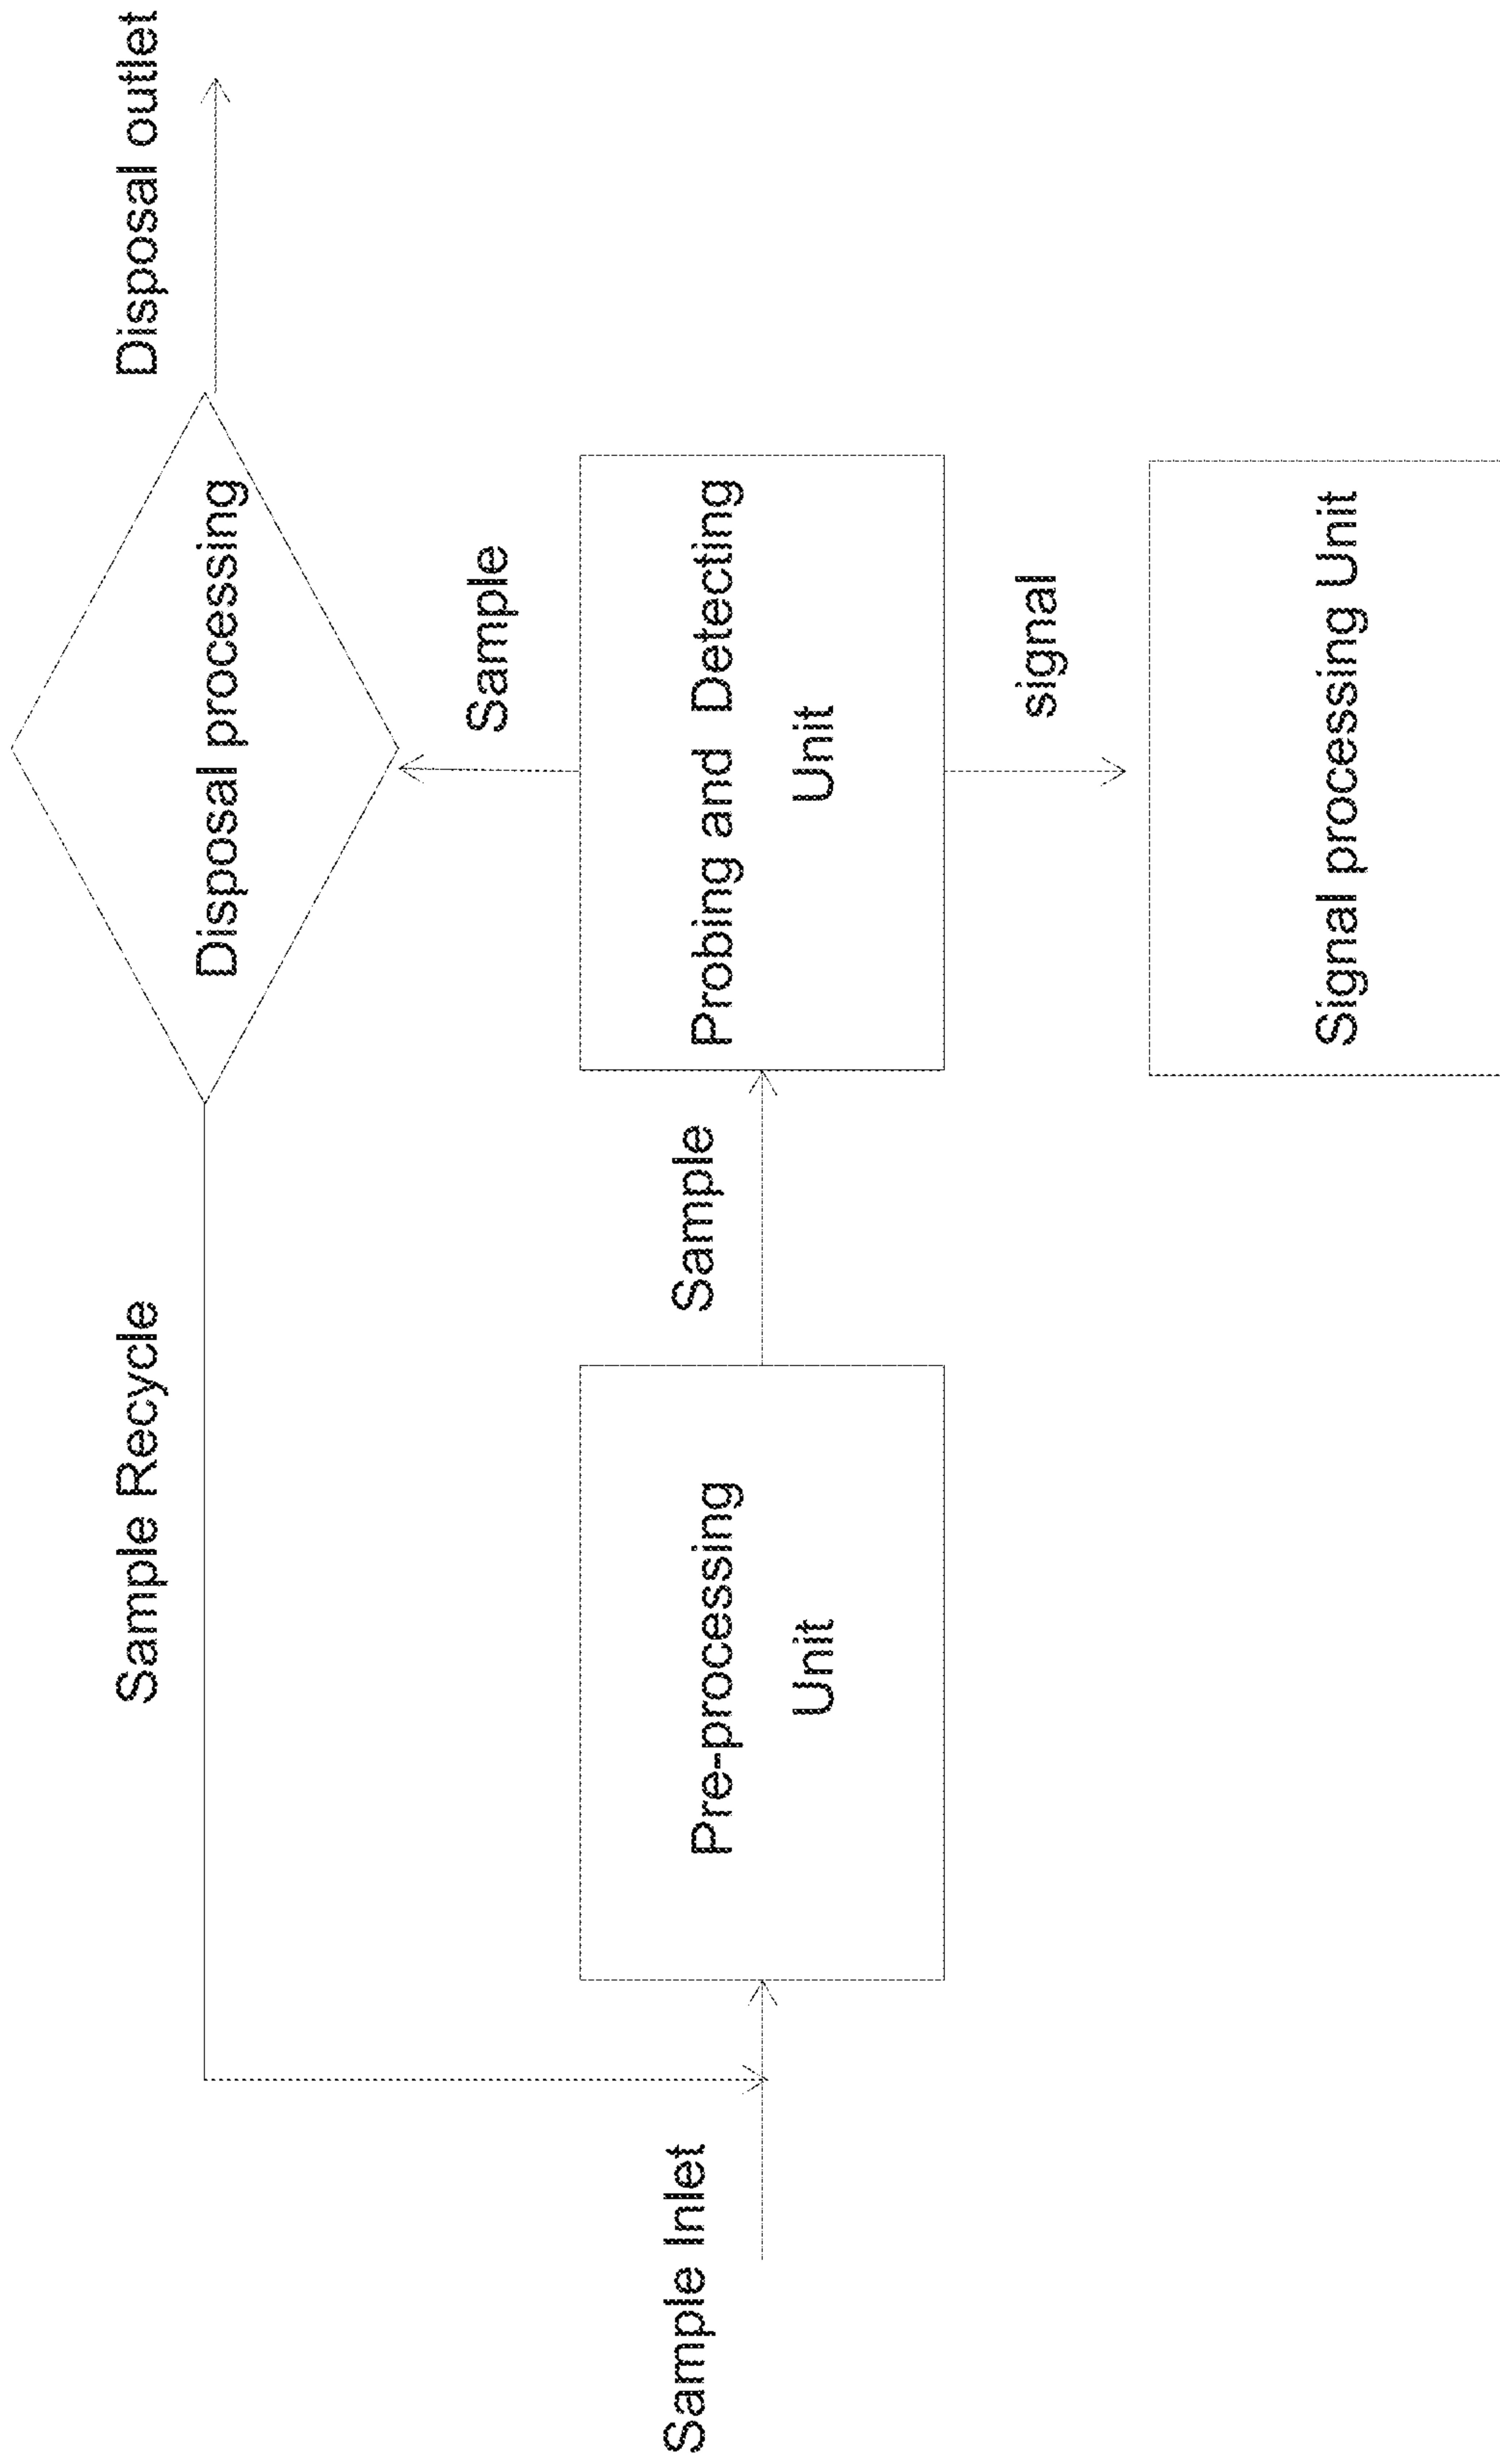 Disposal outlet
Sample Recycle
Disposal processing
Sample
Sample Inlet
Pre-processing
Unit
Sample
Probing and Detecting
Unit
signal
Signal processing Unit